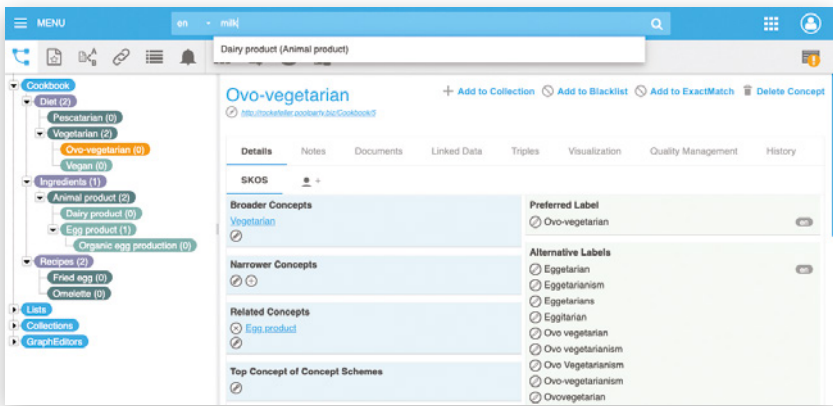 MENU
en
milk
Dairy product (Animal product)
Cookbook
Diet (2)
Pescatarian (0)
Vegetarian (2)
Ovo-vegetarian (0)
Vegan (0)
Ingredients (1)
Animal product (2)
Dairy product (0)
Egg product (1)
Organic egg production (0)
Recipes (2)
Fried egg (0)
Omelette (0)
Lists
Collections
GraphEditors
Ovo-vegetarian
http://rockefeller.poolparty.biz/Cookbook/5
Add to Collection Add to Blacklist Add to ExactMatch Delete Concept
Details Notes Documents Linked Data Triples Visualization Quality Management History
SKOS
Broader Concepts
Vegetarian
Narrower Concepts
Related Concepts
Egg product
Top Concept of Concept Schemes
Preferred Label
Ovo-vegetarian en
Alternative Labels
Eggetarian en
Eggetarianism
Eggetarians
Eggitarian
Ovo vegetarian
Ovo vegetarianism
Ovo Vegetarianism
Ovo-vegetarianism
Ovovegetarian